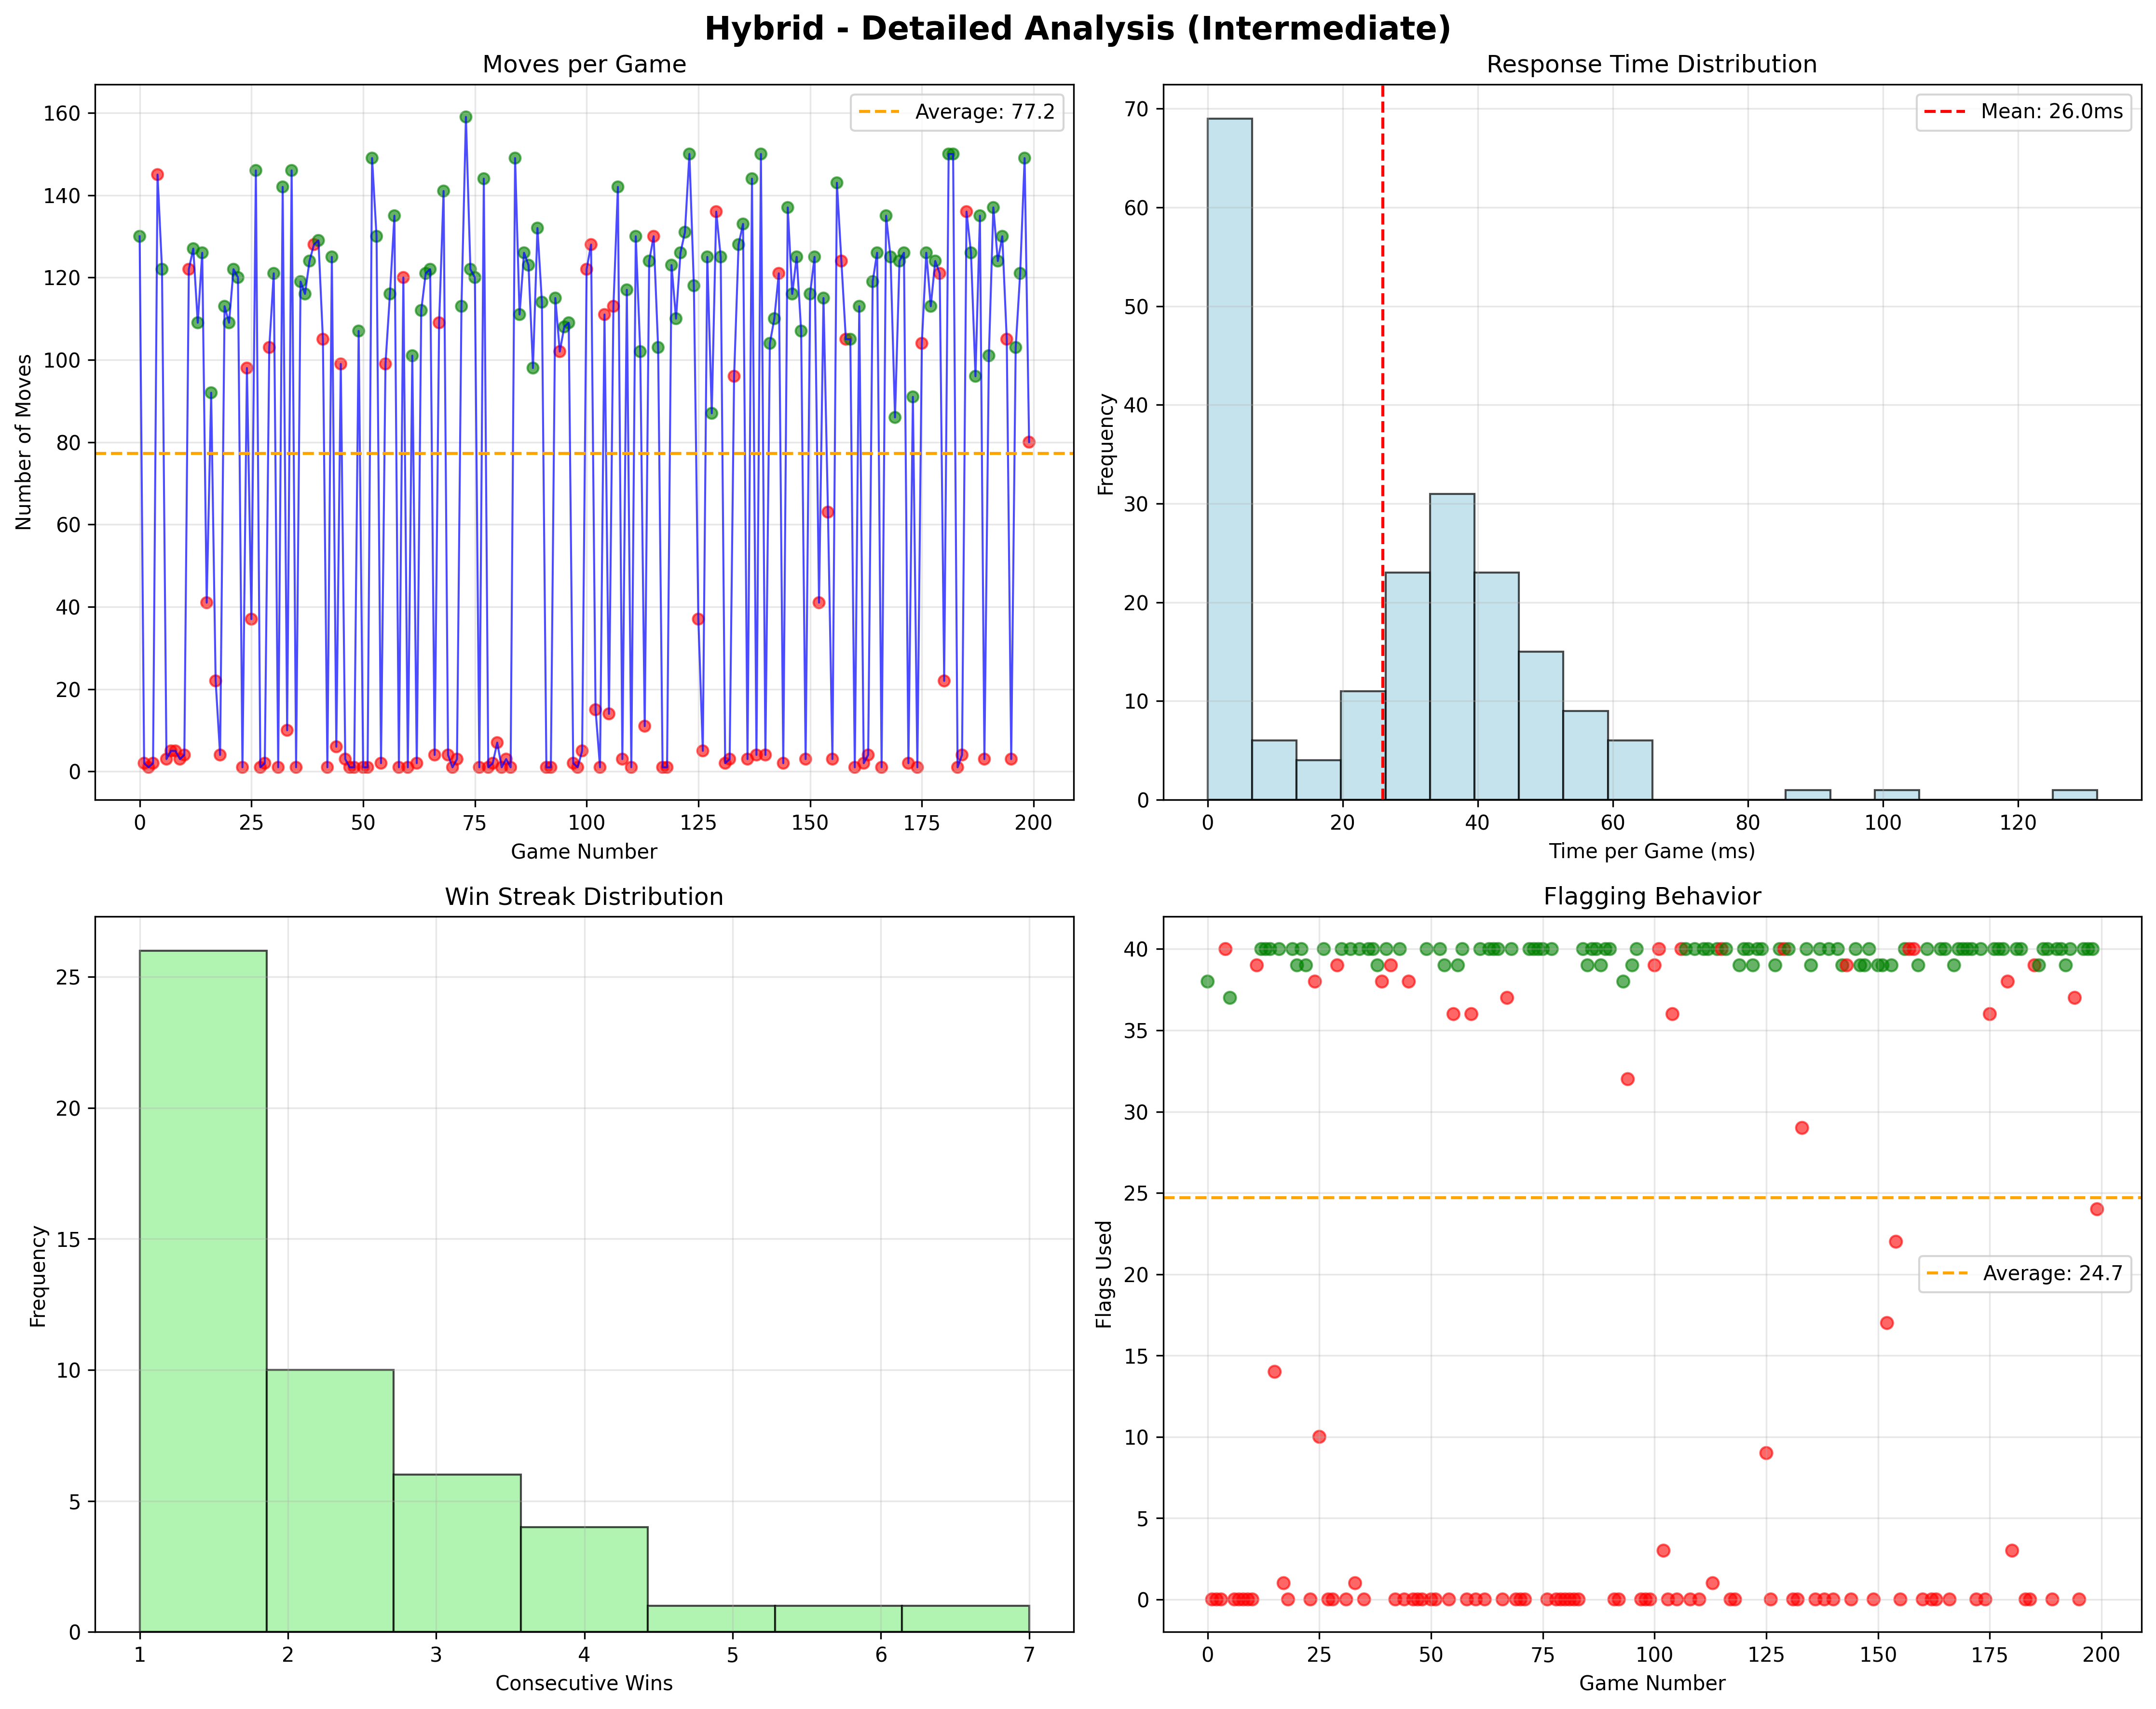 Hybrid - Detailed Analysis (Intermediate)
Moves per Game
Number of Moves
160
140
120
100
80
60
40
20
0
Average: 77.2
0 25 50 75 100 125 150 175 200
Game Number
Response Time Distribution
Frequency
70
60
50
40
30
20
10
0
Mean: 26.0ms
0 20 40 60 80 100 120
Time per Game (ms)
Win Streak Distribution
Frequency
25
20
15
10
5
0
1 2 3 4 5 6 7
Consecutive Wins
Flagging Behavior
Flags Used
40
35
30
25
20
15
10
5
0
Average: 24.7
0 25 50 75 100 125 150 175 200
Game Number